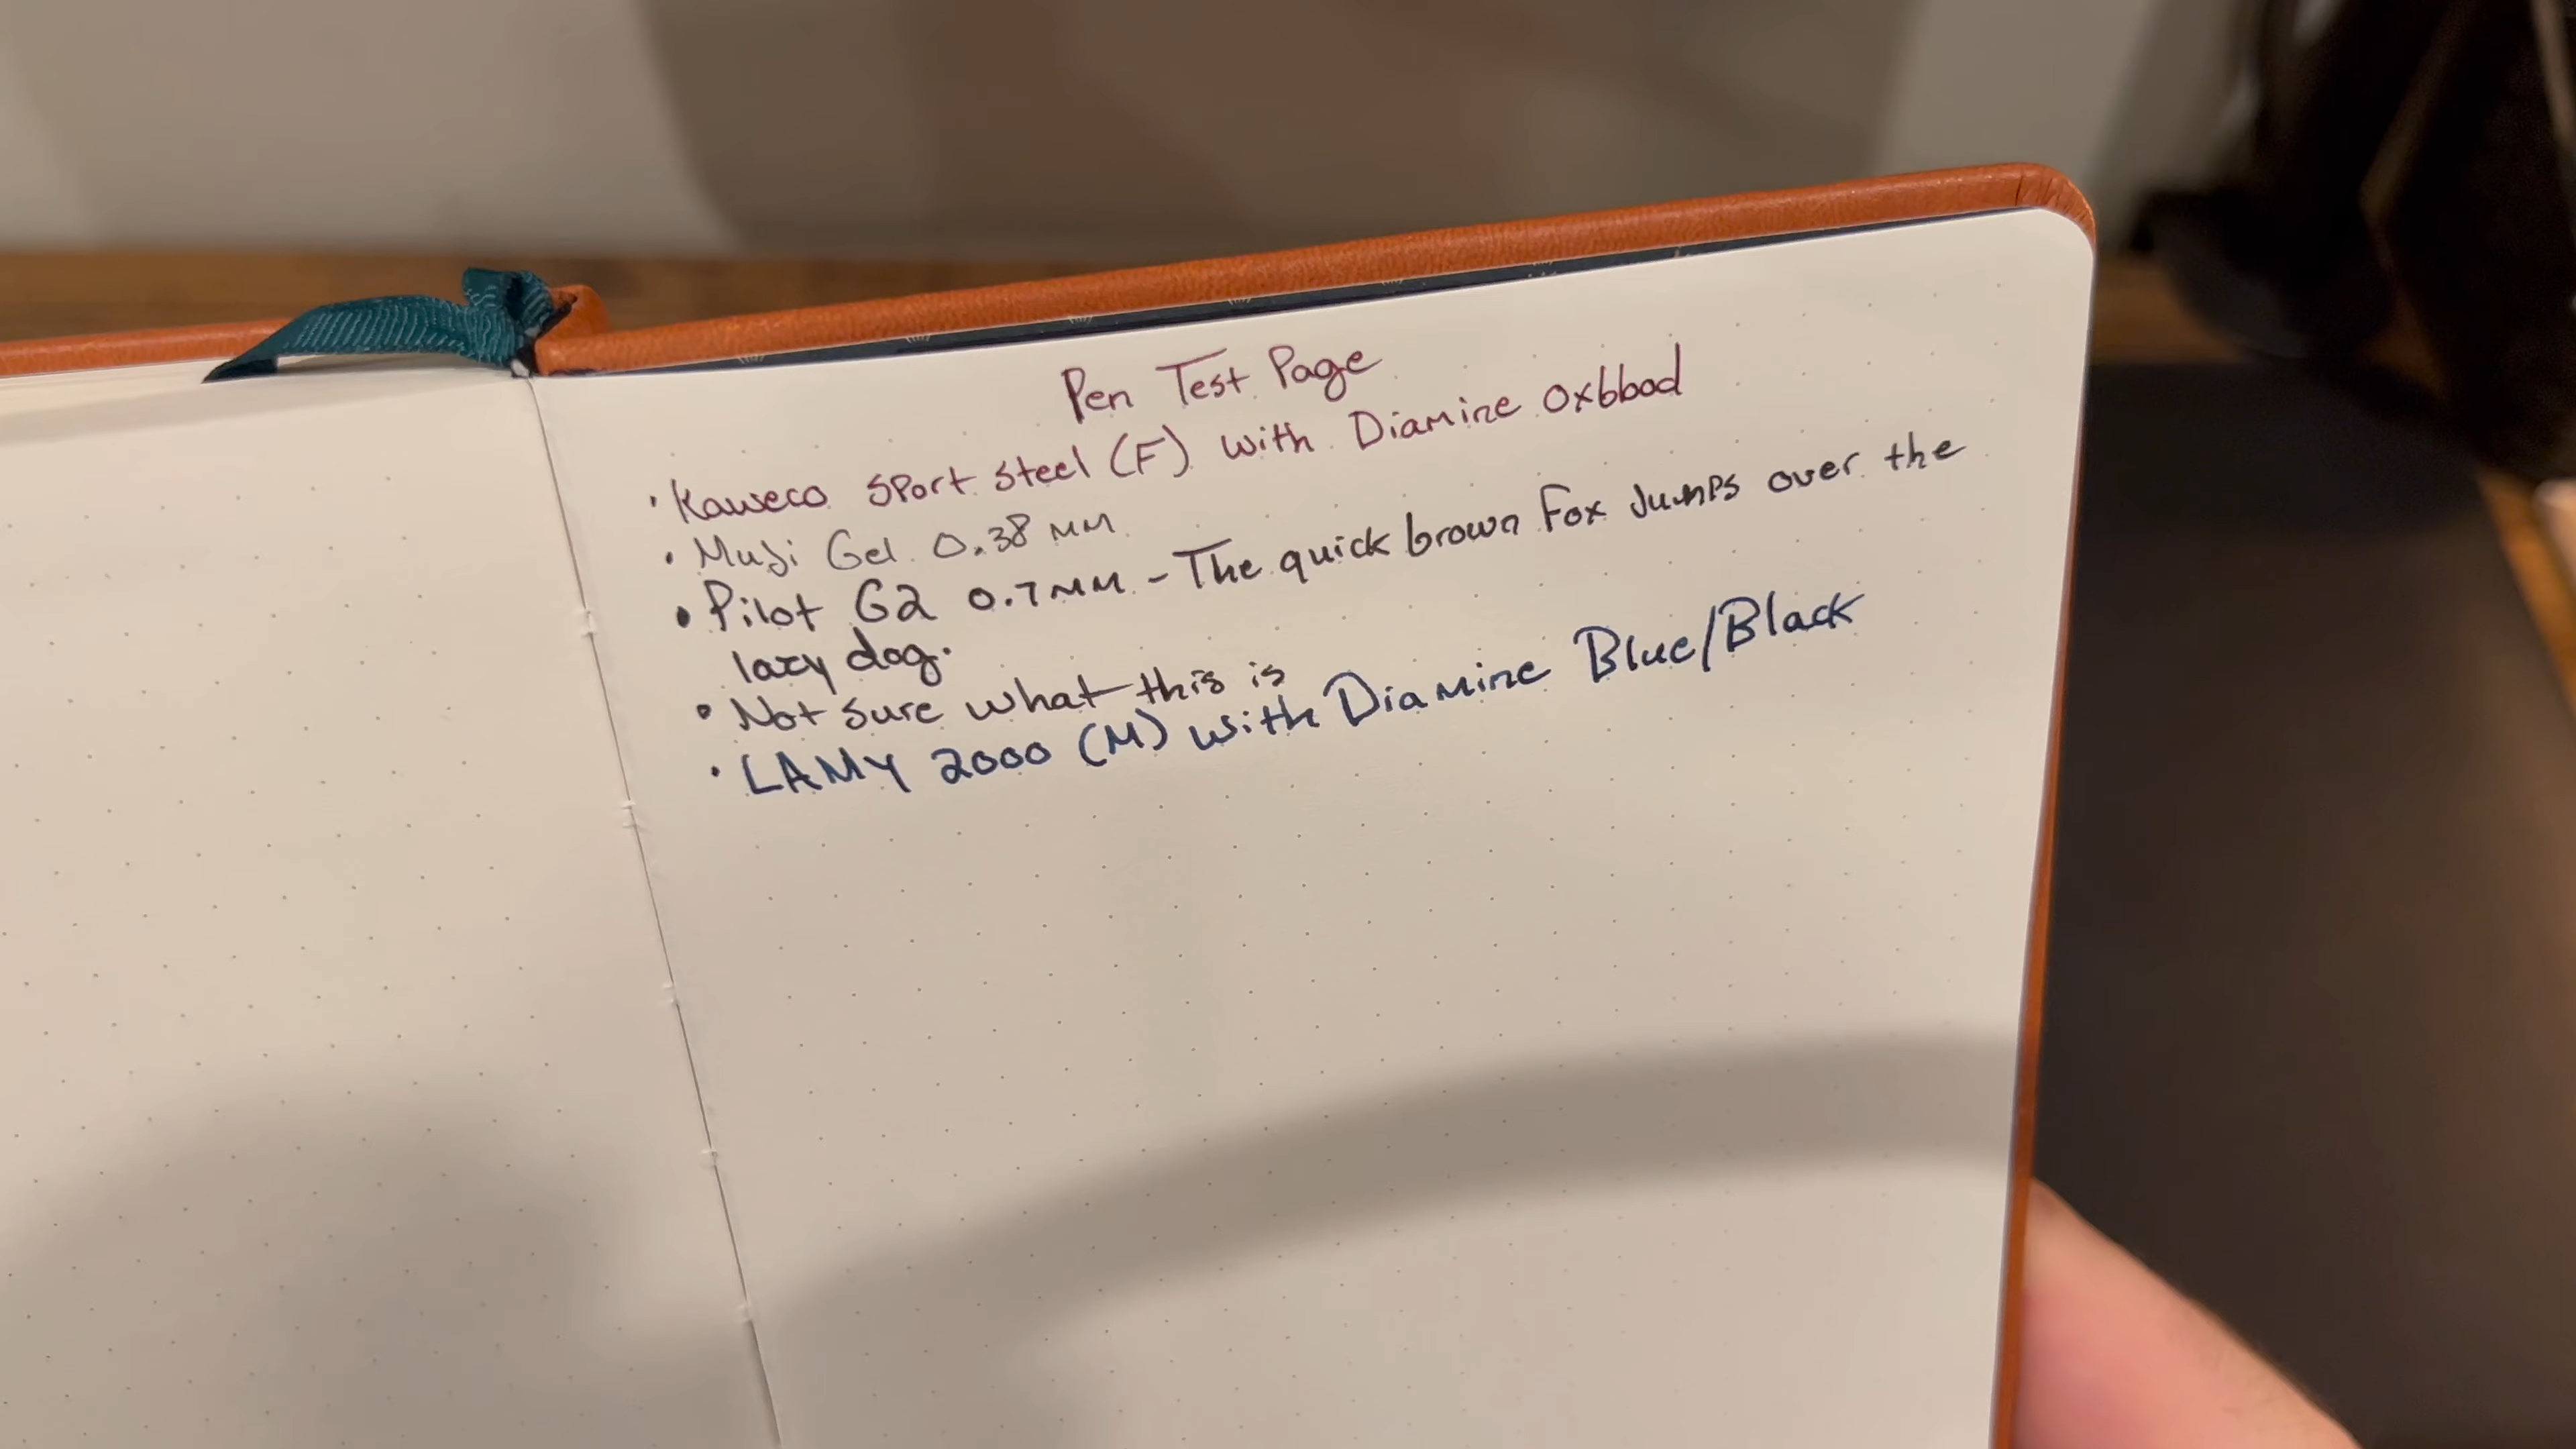 Pen Test Page
• Kaweco Sport Steel (F) with Diamine Oxblood
• Muji Gel 0.38 mm
• Pilot G2 0.7mm - The quick brown Fox Jumps over the
lazy dog.
• Not sure what this is
• LAMY 2000 (M) with Diamine Blue/Black